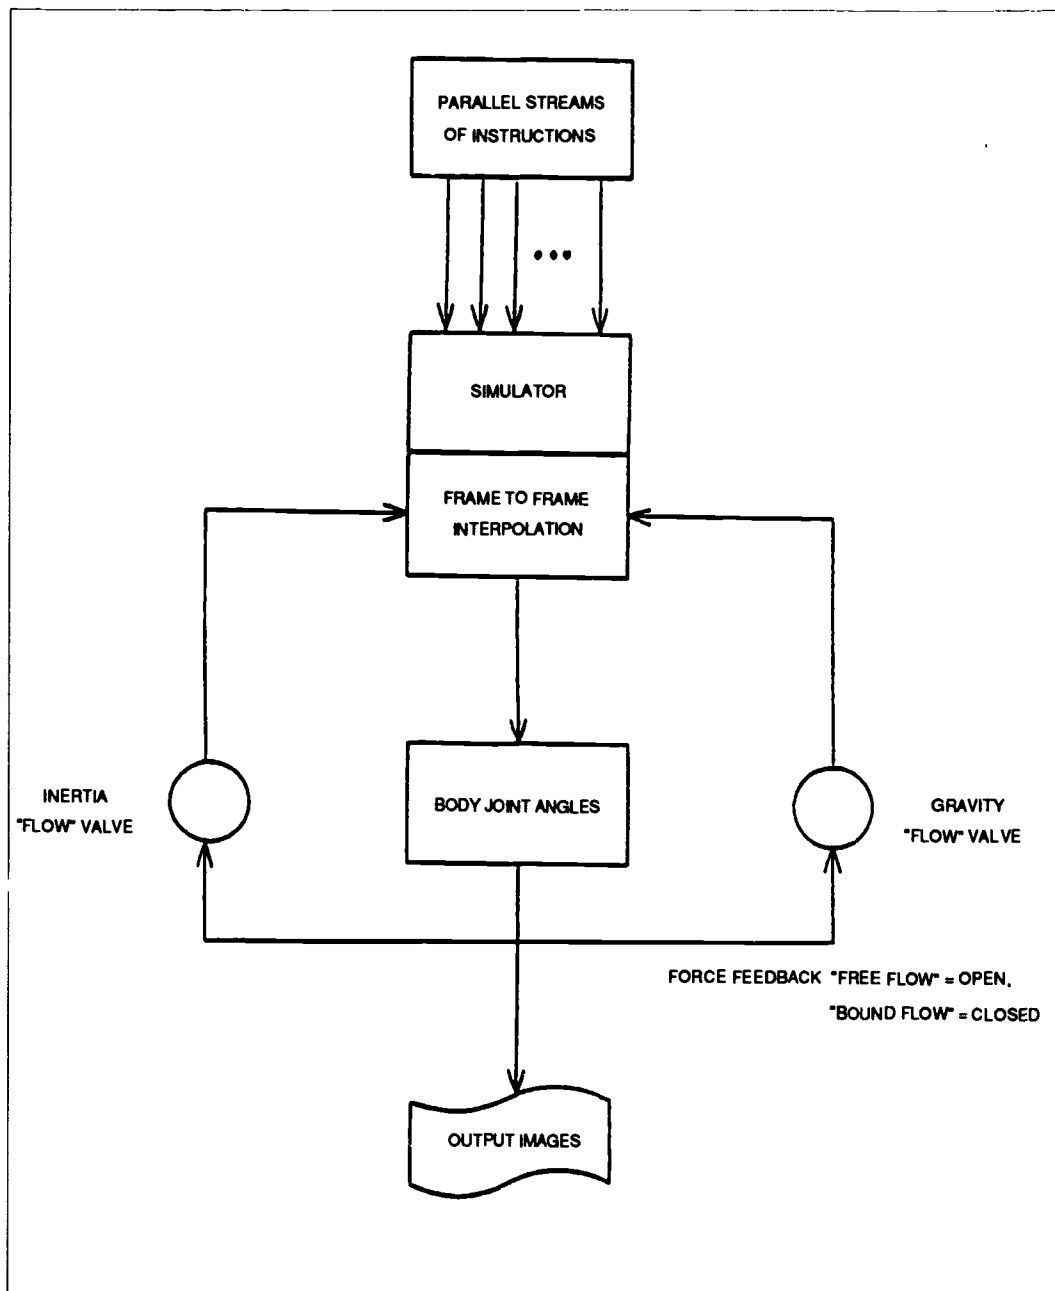 PARALLEL STREAMS
OF INSTRUCTIONS
SIMULATOR
FRAME TO FRAME
INTERPOLATION
INERTIA
"FLOW" VALVE
BODY JOINT ANGLES
GRAVITY
"FLOW" VALVE
FORCE FEEDBACK "FREE FLOW" = OPEN,
"BOUND FLOW" = CLOSED
OUTPUT IMAGES